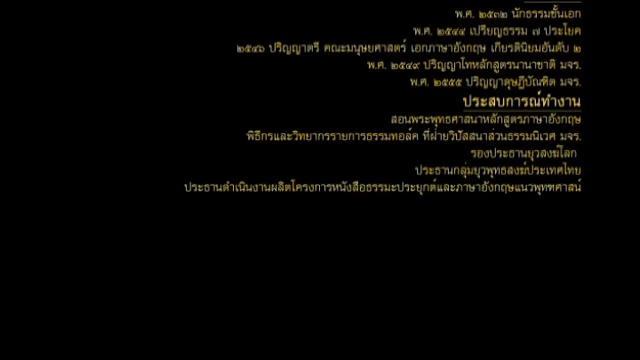 พ.ศ. ๒๕๓๒ นักธรรมชั้นเอก
พ.ศ. ๒๕๔๔ เปรียญธรรม ๗ ประโยค
๒๕๔๖ ปริญญาตรี คณะมนุษยศาสตร์ เอกภาษาอังกฤษ เกียรตินิยมอันดับ ๒
พ.ศ. ๒๕๔๙ ปริญญาโทหลักสูตรนานาชาติ มจร.
พ.ศ. ๒๕๕๕ ปริญญาดุษฎีบัณฑิต มจร.
ประสบการณ์ทำงาน
สอนพระพุทธศาสนาหลักสูตรภาษาอังกฤษ
พิธีกรและวิทยากรรายการธรรมทอล์ค ที่ฝ่ายวิปัสสนาส่วนธรรมนิเวศ มจร.
รองประธานยุวสงฆ์โลก
ประธานกลุ่มยุวพุทธสงฆ์ประเทศไทย
ประธานดำเนินงานผลิตโครงการหนังสือธรรมะประยุกต์และภาษาอังกฤษแนวพุทธศาสน์